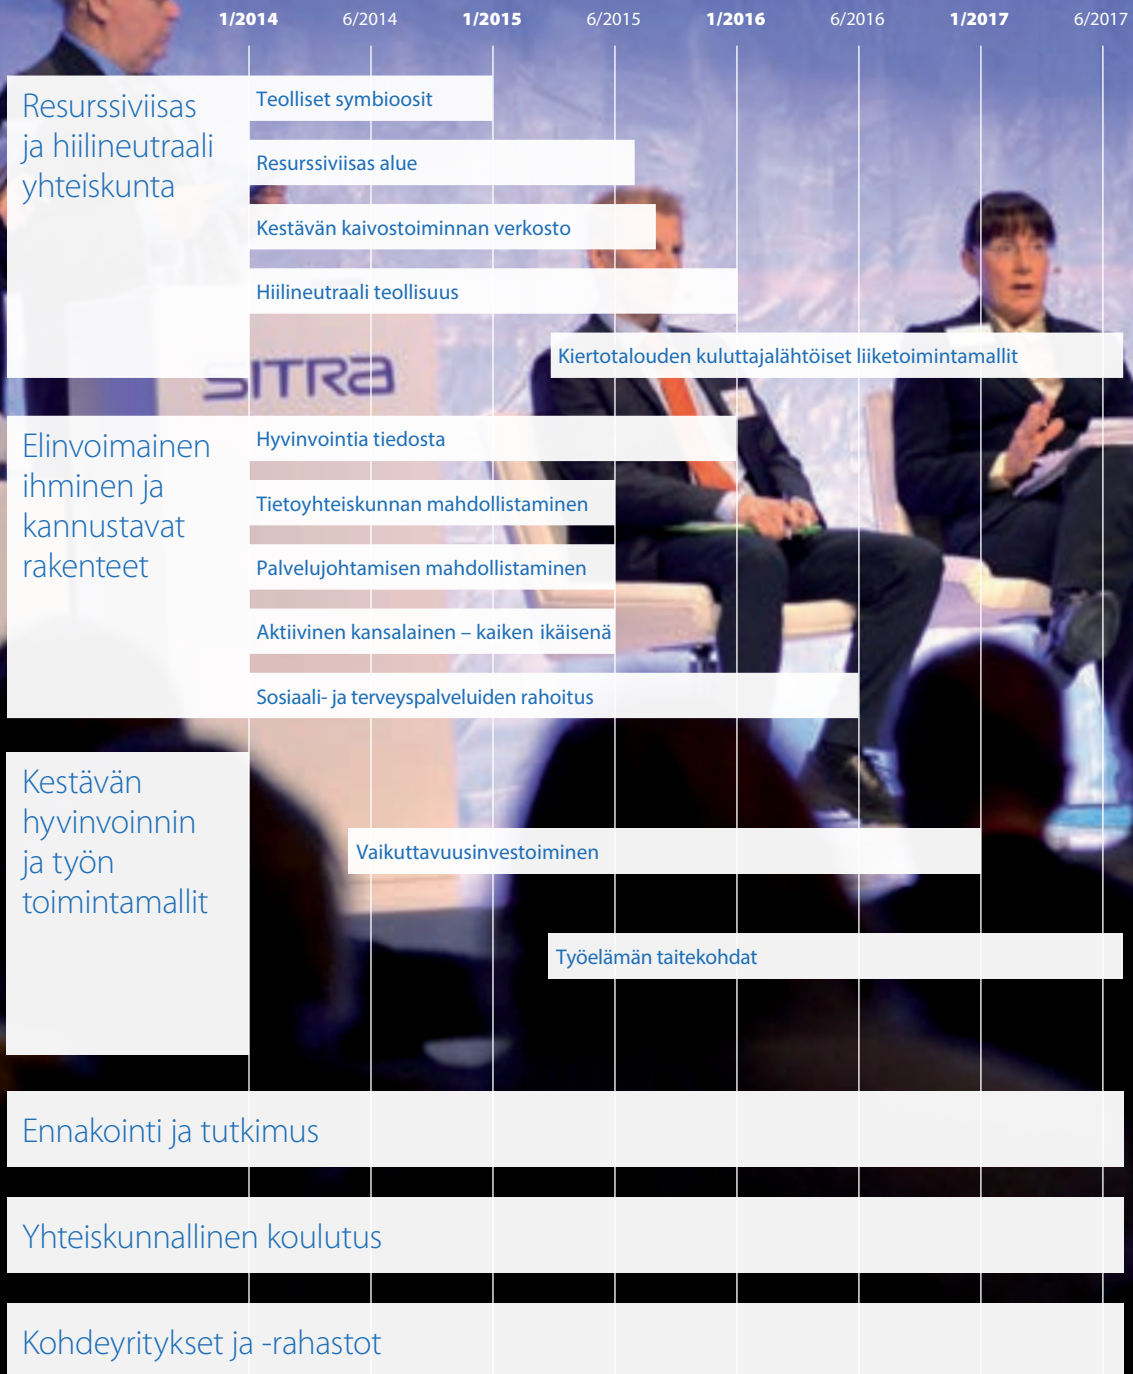 1/2014 6/2014 1/2015 6/2015 1/2016 6/2016 1/2017 6/2017
Resurssiviisas
ja hiilineutraali
yhteiskunta
Teolliset symbioosit
Resurssiviisas alue
Kestävän kaivostoiminnan verkosto
Hiilineutraali teollisuus
Kiertotalouden kuluttajalähtöiset liiketoimintamallit
SITRA
Elinvoimainen
ihminen ja
kannustavat
rakenteet
Hyvinvointia tiedosta
Tietoyhteiskunnan mahdollistaminen
Palvelujohtamisen mahdollistaminen
Aktiivinen kansalainen – kaiken ikäisenä
Sosiaali- ja terveyspalveluiden rahoitus
Kestävän
hyvinvoinnin
ja työn
toimintamallit
Vaikuttavuusinvestoiminen
Työelämän taitekohdat
Ennakointi ja tutkimus
Yhteiskunnallinen koulutus
Kohdeyritykset ja -rahastot